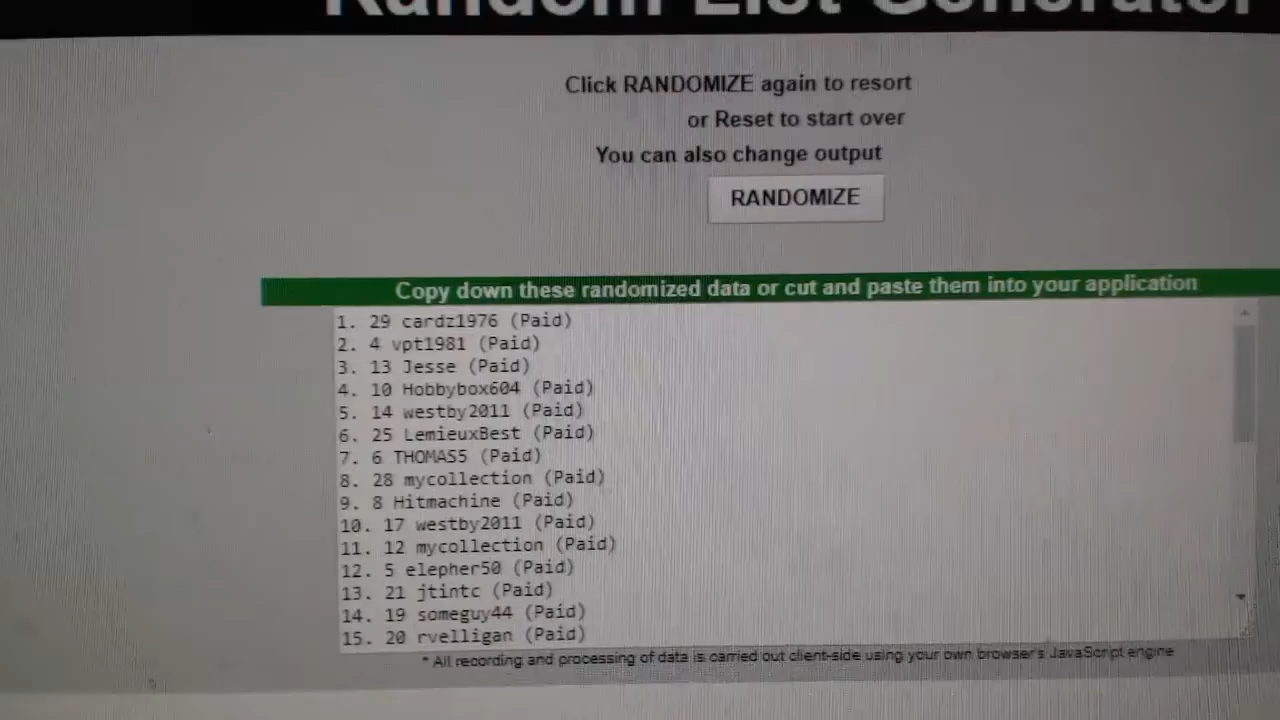 Random List Generator
Click RANDOMIZE again to resort
or Reset to start over
You can also change output
RANDOMIZE
Copy down these randomized data or cut and paste them into your application
1. 29 cardz1976 (Paid)
2. 4 vpt1981 (Paid)
3. 13 Jesse (Paid)
4. 10 Hobbybox604 (Paid)
5. 14 westby2011 (Paid)
6. 25 LemieuxBest (Paid)
7. 6 THOMAS5 (Paid)
8. 28 mycollection (Paid)
9. 8 Hitmachine (Paid)
10. 17 westby2011 (Paid)
11. 12 mycollection (Paid)
12. 5 elepher50 (Paid)
13. 21 jtintc (Paid)
14. 19 someguy44 (Paid)
15. 20 rvelligan (Paid)
* All recording and processing of data is carried out client-side using your own browser's JavaScript engine